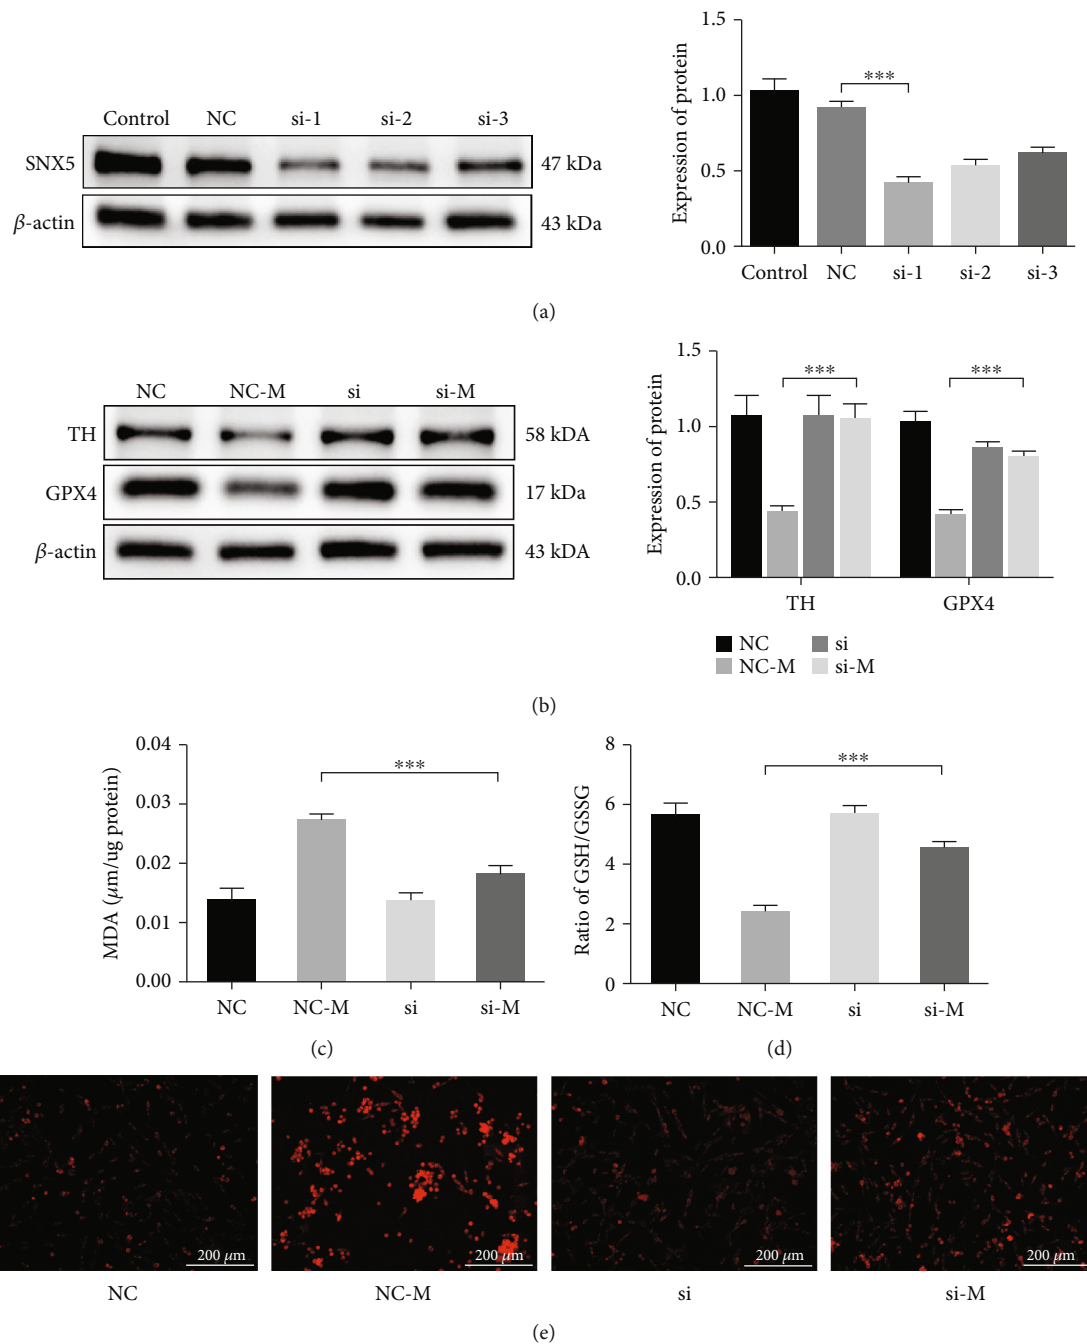 Control NC si-1 si-2 si-3
SNX5
47 kDa
β-actin
43 kDa
Expression of protein
1.5
1.0
0.5
0.0
***
Control NC si-1 si-2 si-3
(a)
NC NC-M si si-M
TH
58 kDA
GPX4
17 kDa
β-actin
43 kDA
Expression of protein
1.5
1.0
0.5
0.0
*** ***
TH GPX4
NC si
NC-M si-M
(b)
MDA (μm/ug protein)
0.04
0.03
0.02
0.01
0.00
***
NC NC-M si si-M
(c)
Ratio of GSH/GSSG
8
6
4
2
0
***
NC NC-M si si-M
(d)
200 μm 200 μm 200 μm 200 μm
NC NC-M si si-M
(e)